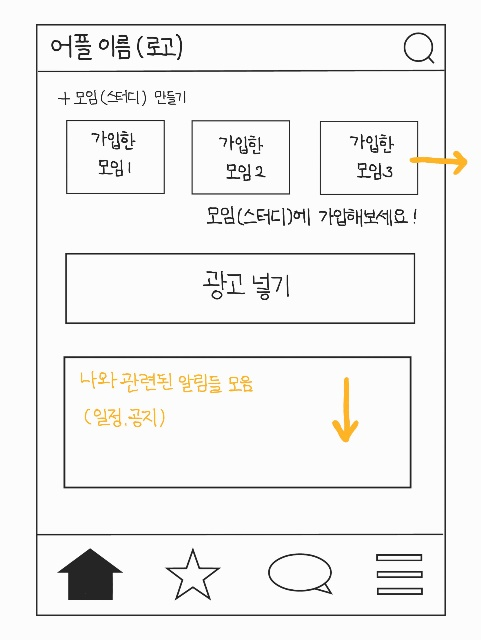 어플 이름 (로고)
+ 모임(스터디) 만들기
가입한
모임1
가입한
모임2
가입한
모임3
모임(스터디)에 가입해보세요!
광고 넣기
나와 관련된 알림들 모음
(일정,공지)